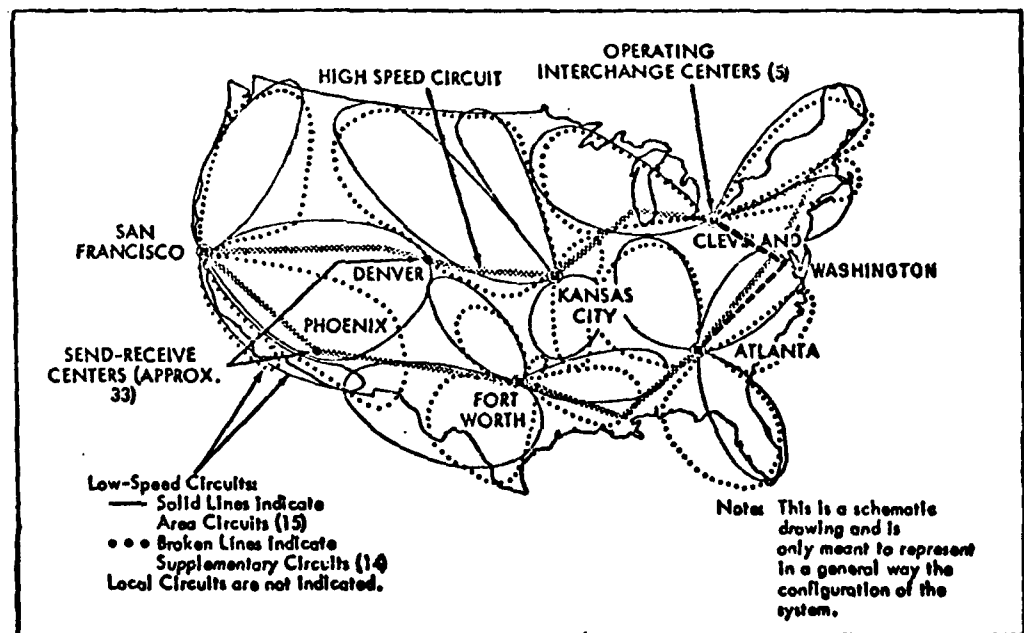 OPERATING
INTERCHANGE CENTERS (5)
HIGH SPEED CIRCUIT
SAN
FRANCISCO
CLEVELAND
DENVER
WASHINGTON
KANSAS
CITY
PHOENIX
SEND-RECEIVE
CENTERS (APPROX.
33)
ATLANTA
FORT
WORTH
Low-Speed Circuits:
Solid Lines Indicate
Area Circuits (15)
Broken Lines Indicate
Supplementary Circuits (14)
Local Circuits are not indicated.
Note: This is a schematic
drawing and is
only meant to represent
in a general way the
configuration of the
system.